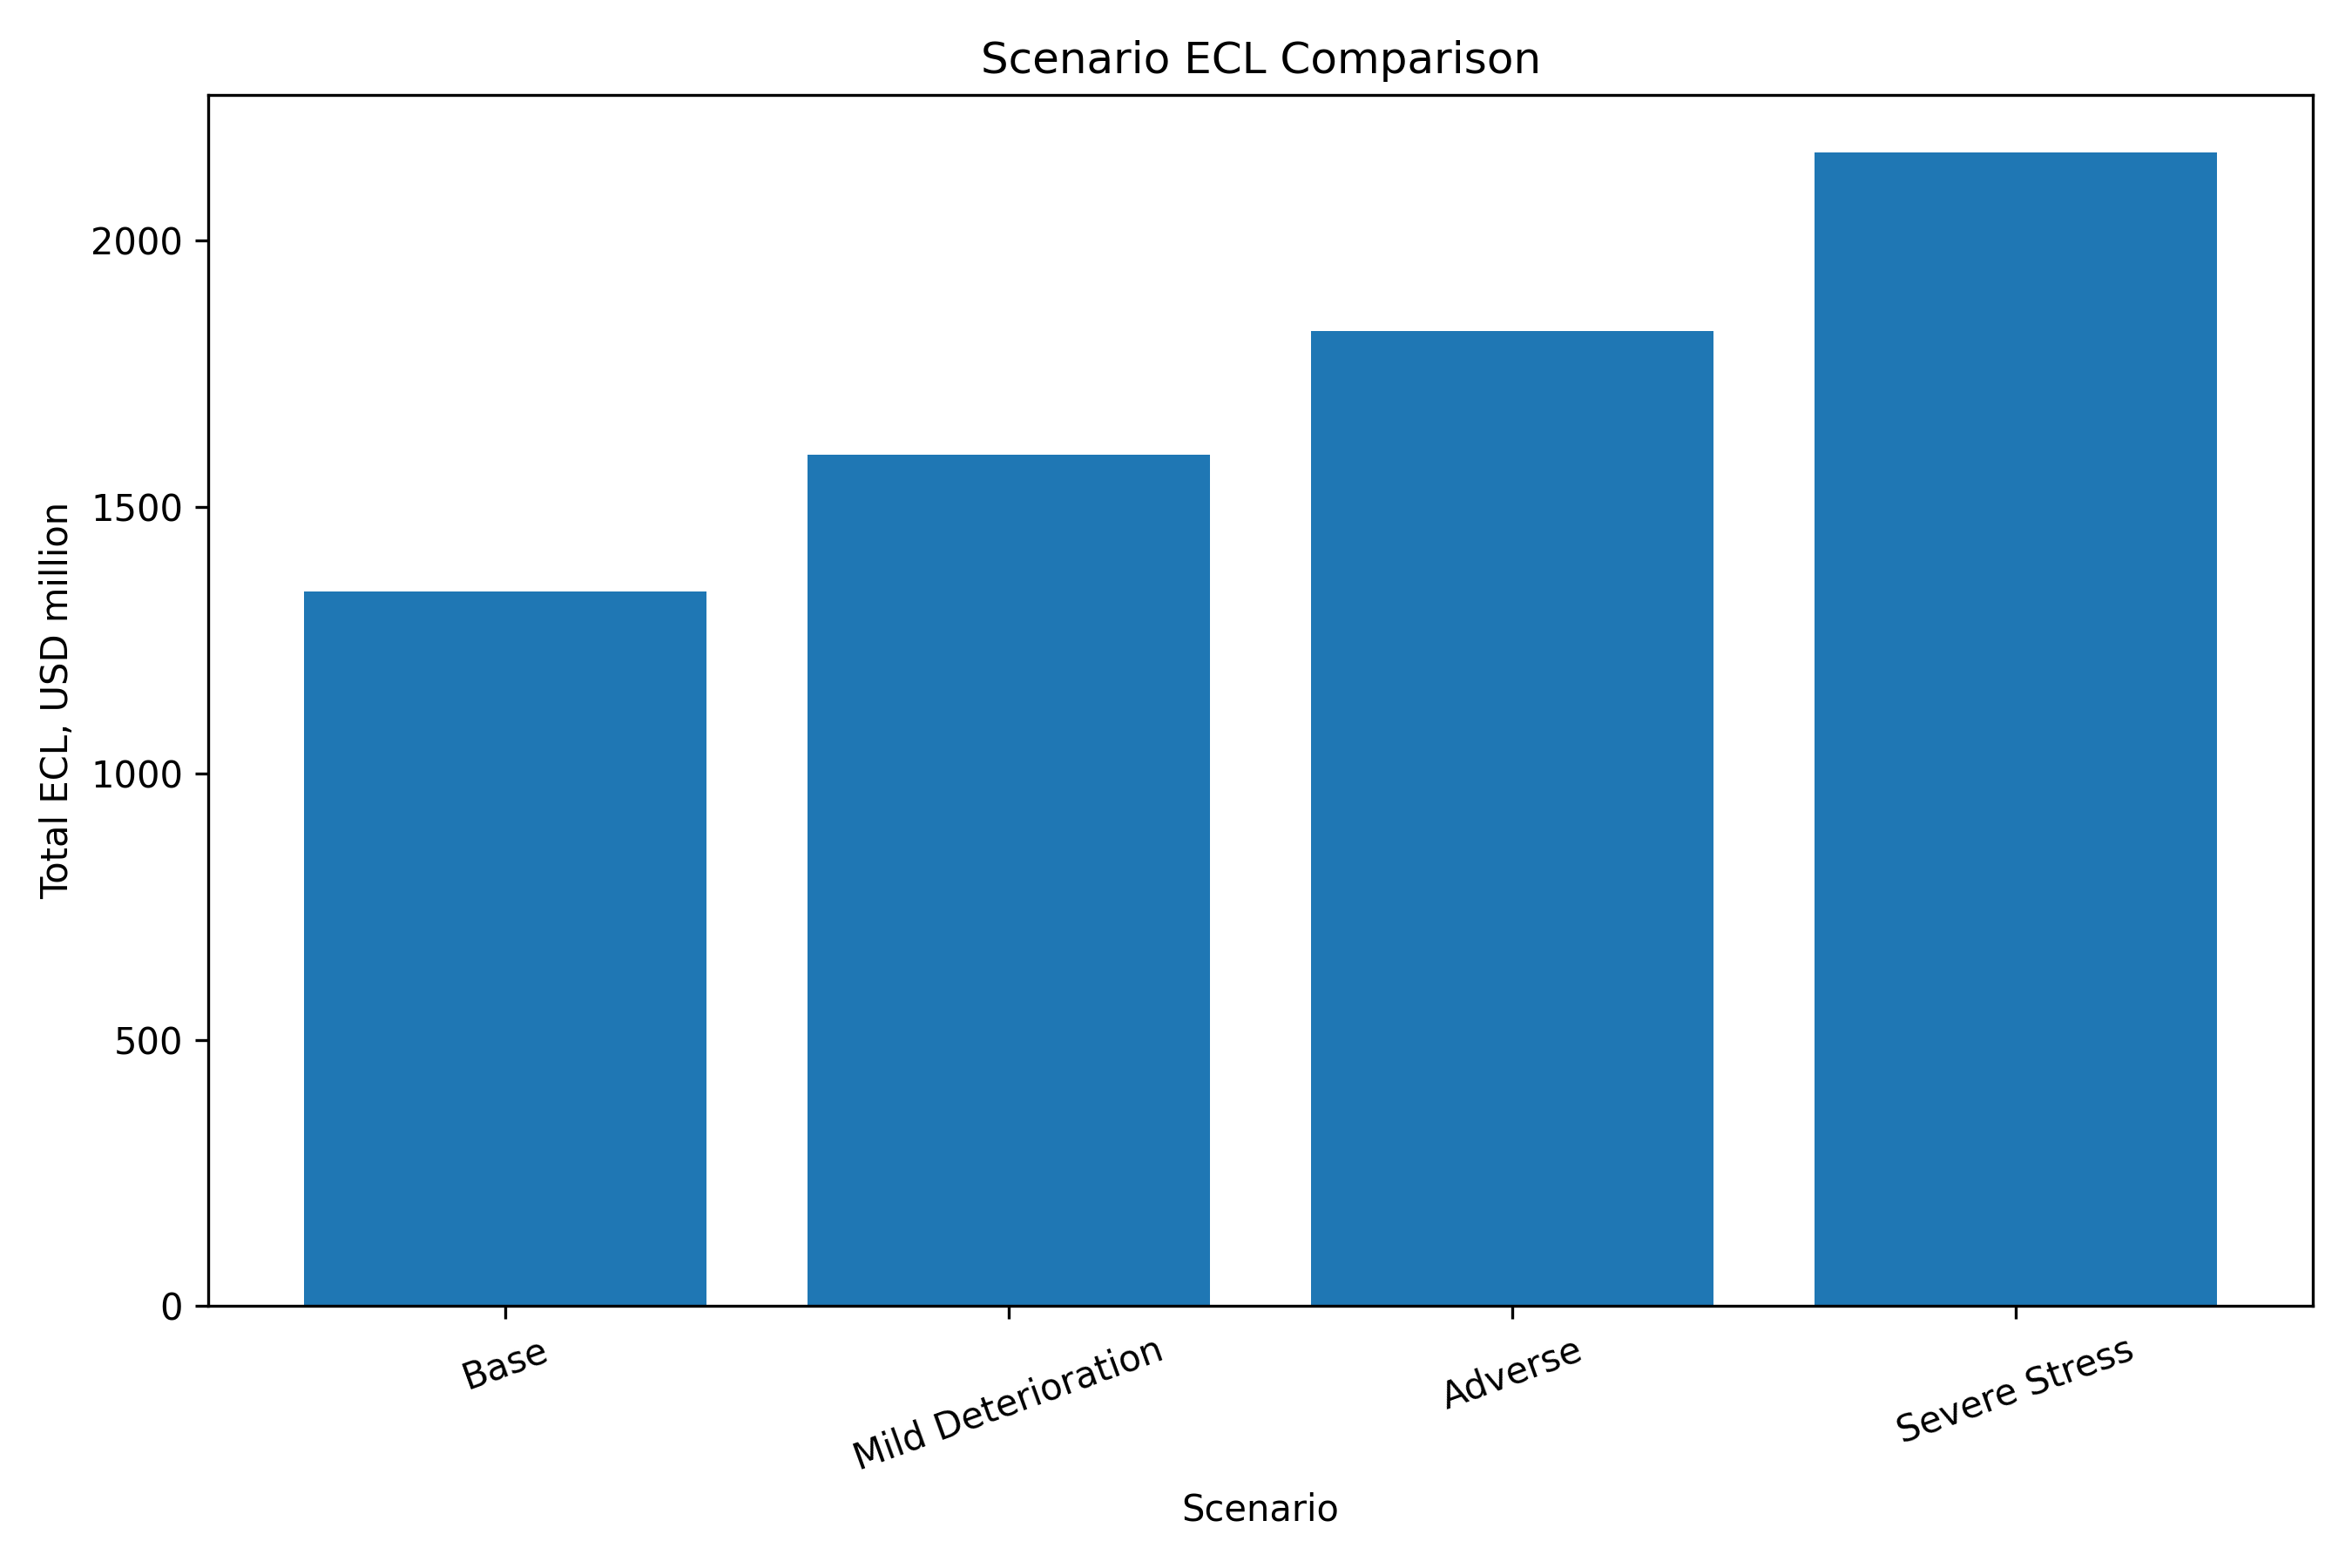 Scenario ECL Comparison
Total ECL, USD million
2000
1500
1000
500
0
Base
Mild Deterioration
Adverse
Severe Stress
Scenario